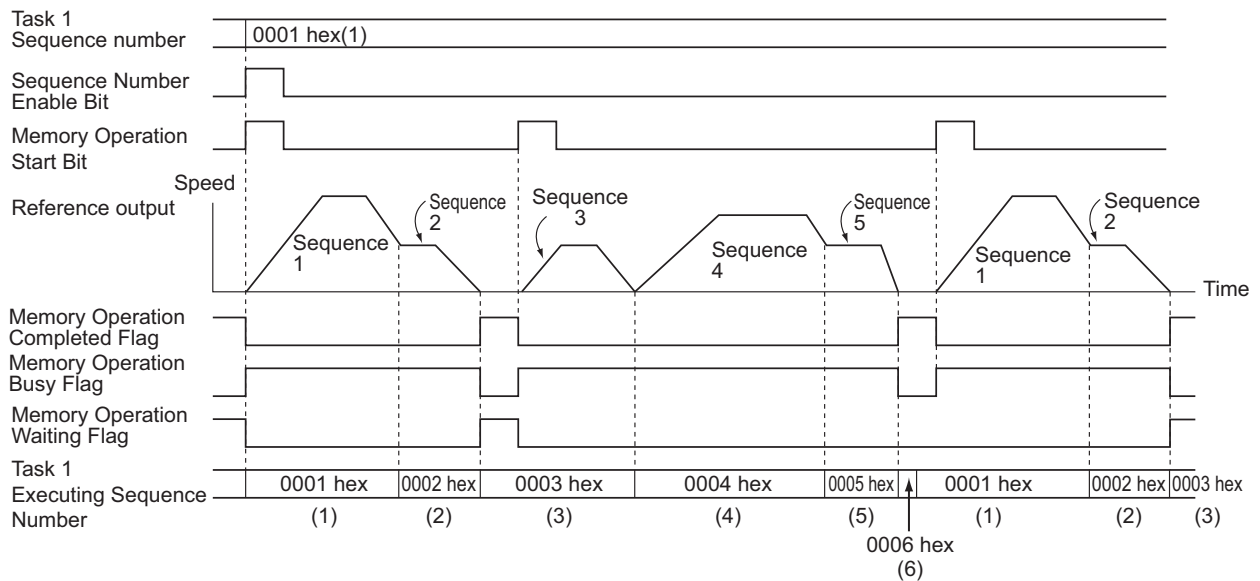 Task 1
Sequence number
0001 hex(1)
Sequence Number
Enable Bit
Memory Operation
Start Bit
Speed
Reference output
Sequence
1
Sequence
2
Sequence
3
Sequence
4
Sequence
5
Sequence
1
Sequence
2
Time
Memory Operation
Completed Flag
Memory Operation
Busy Flag
Memory Operation
Waiting Flag
Task 1
Executing Sequence
Number
0001 hex
0002 hex
0003 hex
0004 hex
0005 hex
0001 hex
0002 hex
0003 hex
(1)
(2)
(3)
(4)
(5)
(1)
(2)
(3)
0006 hex
(6)